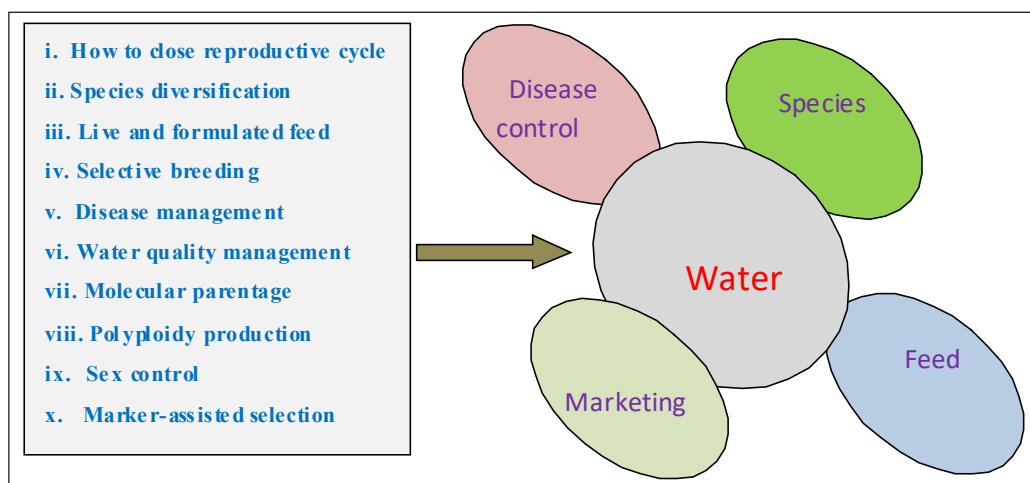 i. How to close reproductive cycle
ii. Species diversification
iii. Live and formulated feed
iv. Selective breeding
v. Disease management
vi. Water quality management
vii. Molecular parentage
viii. Polyploidy production
ix. Sex control
x. Marker-assisted selection
Disease
control
Species
Water
Marketing
Feed